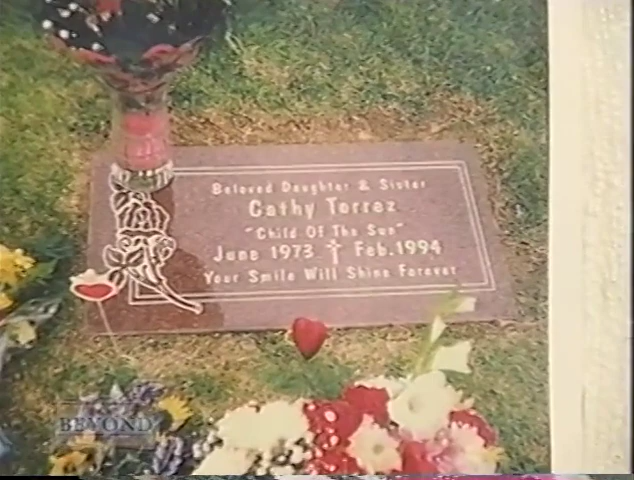 Beloved Daughter & Sister
Cathy Torrez
"Child Of The Sun"
June 1973 Feb. 1994
Your Smile Will Shine Forever
BEYOND